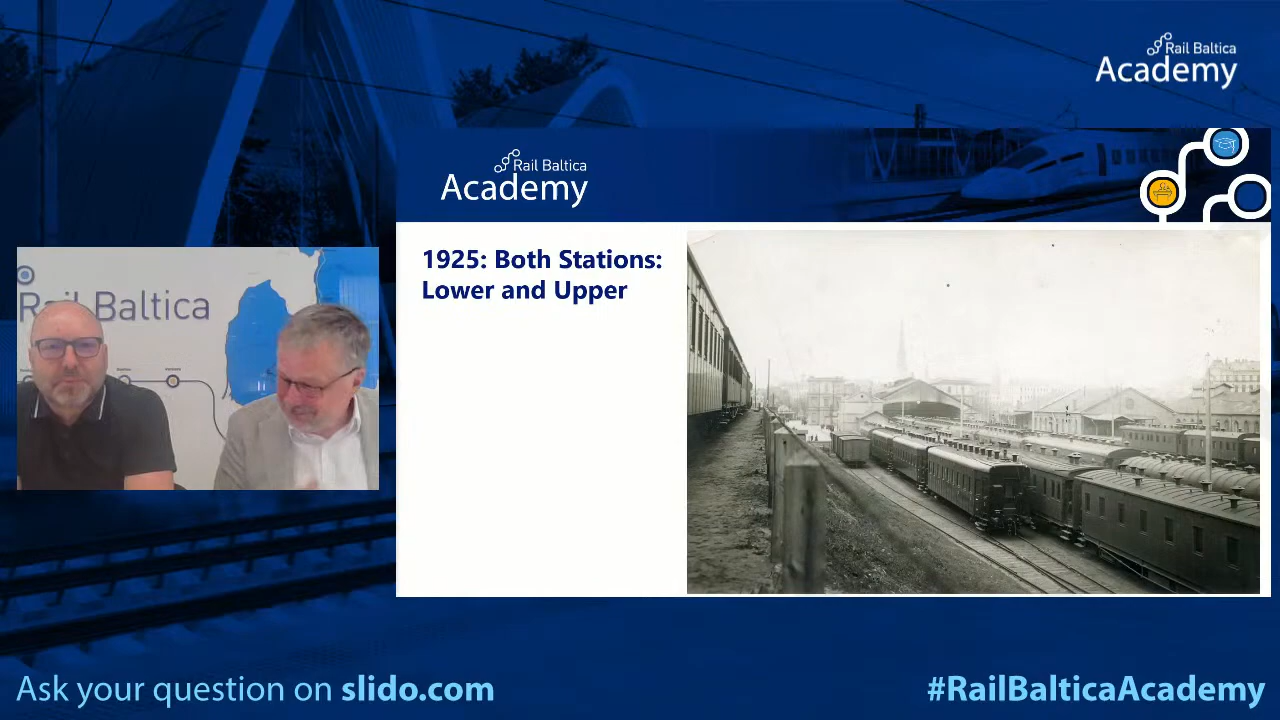 Rail Baltica
Academy
Rail Baltica
Academy
1925: Both Stations:
Lower and Upper
Rail Baltica
Ask your question on slido.com
#RailBalticaAcademy